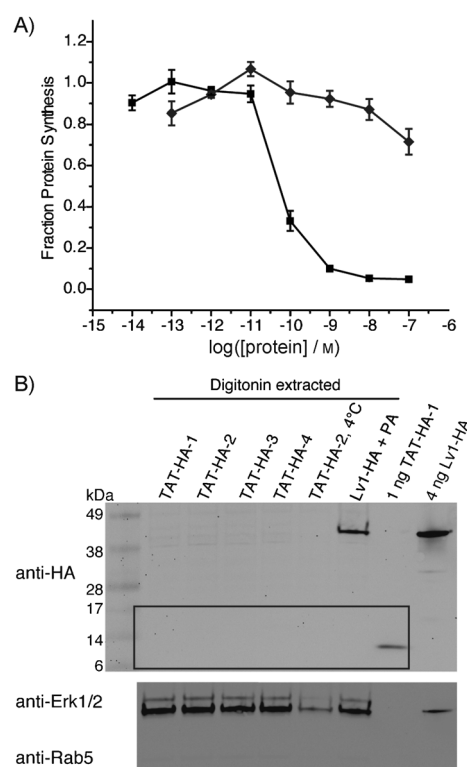 A)
Fraction Protein Synthesis
1.2
1.0
0.8
0.6
0.4
0.2
0.0
-15 -14 -13 -12 -11 -10 -9 -8 -7 -6
log([protein] / M)
B)
Digitonin extracted
TAT-HA-1
TAT-HA-2
TAT-HA-3
TAT-HA-4
TAT-HA-2, 4°C
Lv1-HA + PA
1 ng TAT-HA-1
4 ng Lv1-HA
kDa
49
38
anti-HA
28
17
14
6
anti-Erk1/2
anti-Rab5